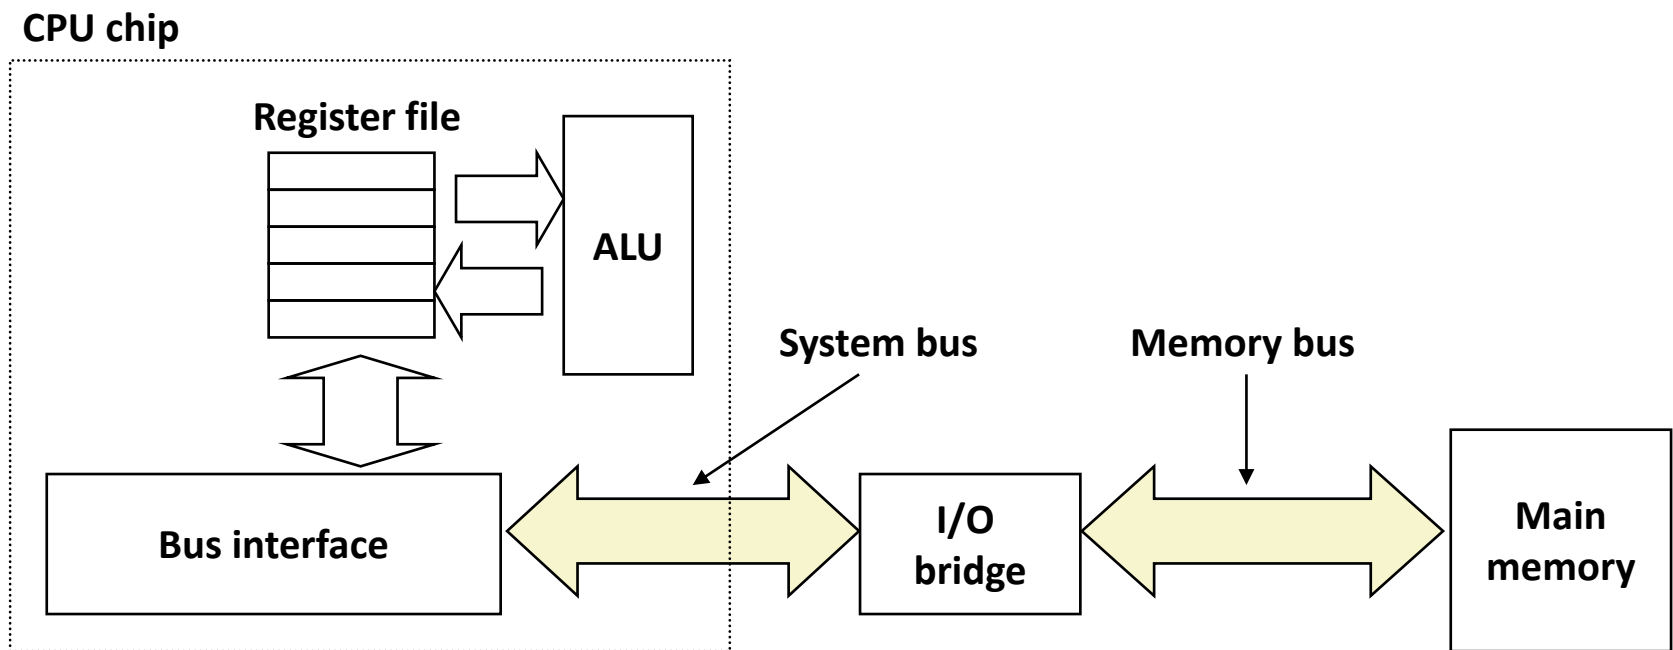 CPU chip
Register file
ALU
System bus
Memory bus
Bus interface
I/O
bridge
Main
memory